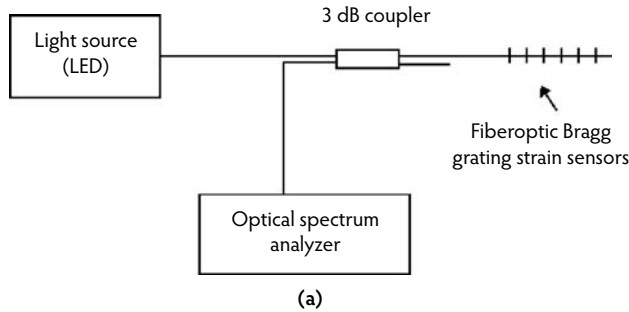 3 dB coupler
Light source
(LED)
Fiberoptic Bragg
grating strain sensors
Optical spectrum
analyzer
(a)